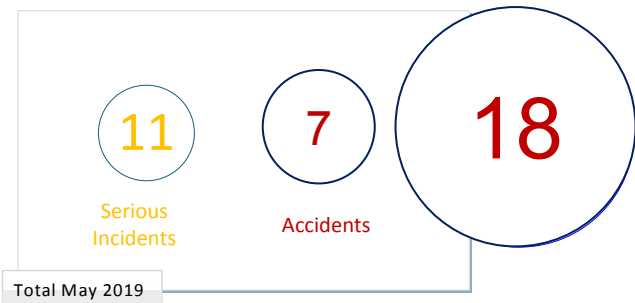 11
7
18
Serious
Incidents
Accidents
Total May 2019